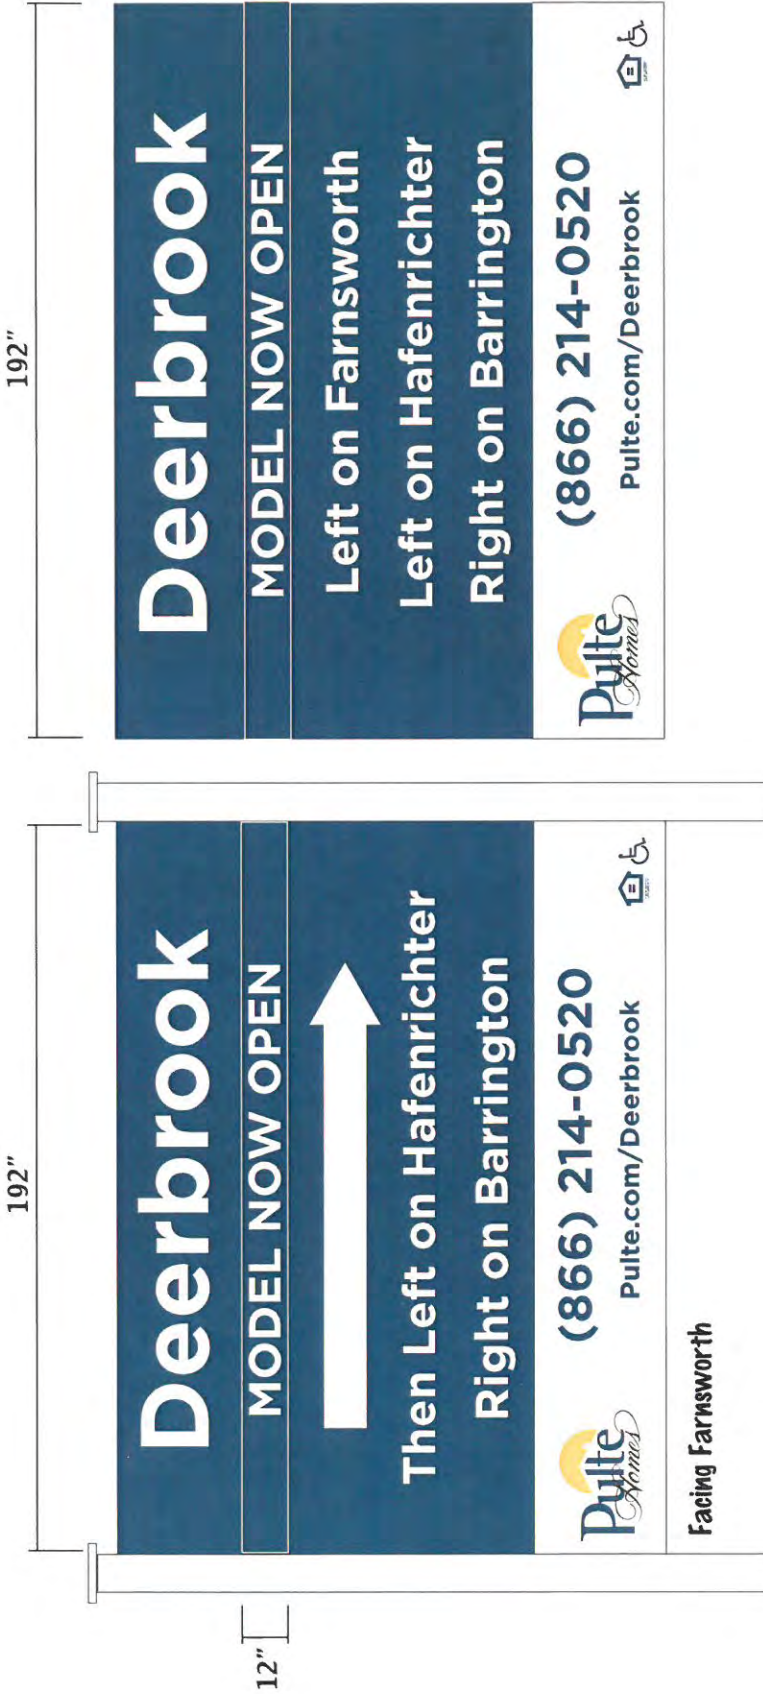 192"
12"
Deerbrook
MODEL NOW OPEN
Then Left on Hafenrichter
Right on Barrington
Pulte
Homes
(866) 214-0520
Pulte.com/Deerbrook
Facing Farnsworth
192"
Deerbrook
MODEL NOW OPEN
Left on Farnsworth
Left on Hafenrichter
Right on Barrington
Pulte
Homes
(866) 214-0520
Pulte.com/Deerbrook